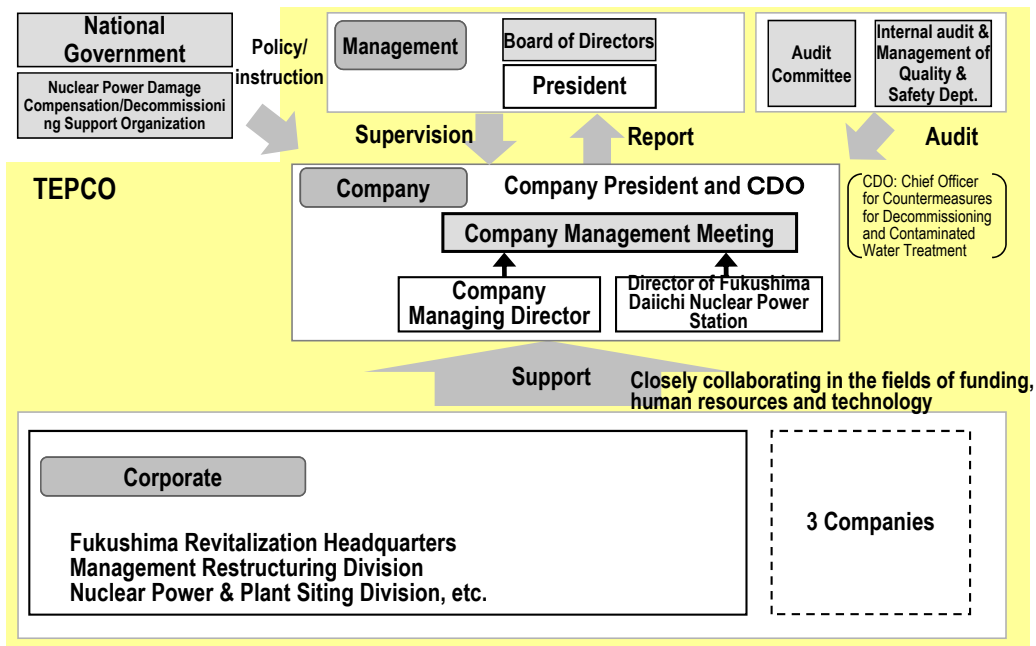 National
Government
Nuclear Power Damage
Compensation/Decommissioni
ng Support Organization
Policy/
instruction
Management
Board of Directors
President
Audit
Committee
Internal audit &
Management of
Quality &
Safety Dept.
Supervision
Report
Audit
TEPCO
Company
Company President and CDO
Company Management Meeting
Company
Managing Director
Director of Fukushima
Daiichi Nuclear Power
Station
CDO: Chief Officer
for Countermeasures
for Decommissioning
and Contaminated
Water Treatment
Support
Closely collaborating in the fields of funding,
human resources and technology
Corporate
Fukushima Revitalization Headquarters
Management Restructuring Division
Nuclear Power & Plant Siting Division, etc.
3 Companies